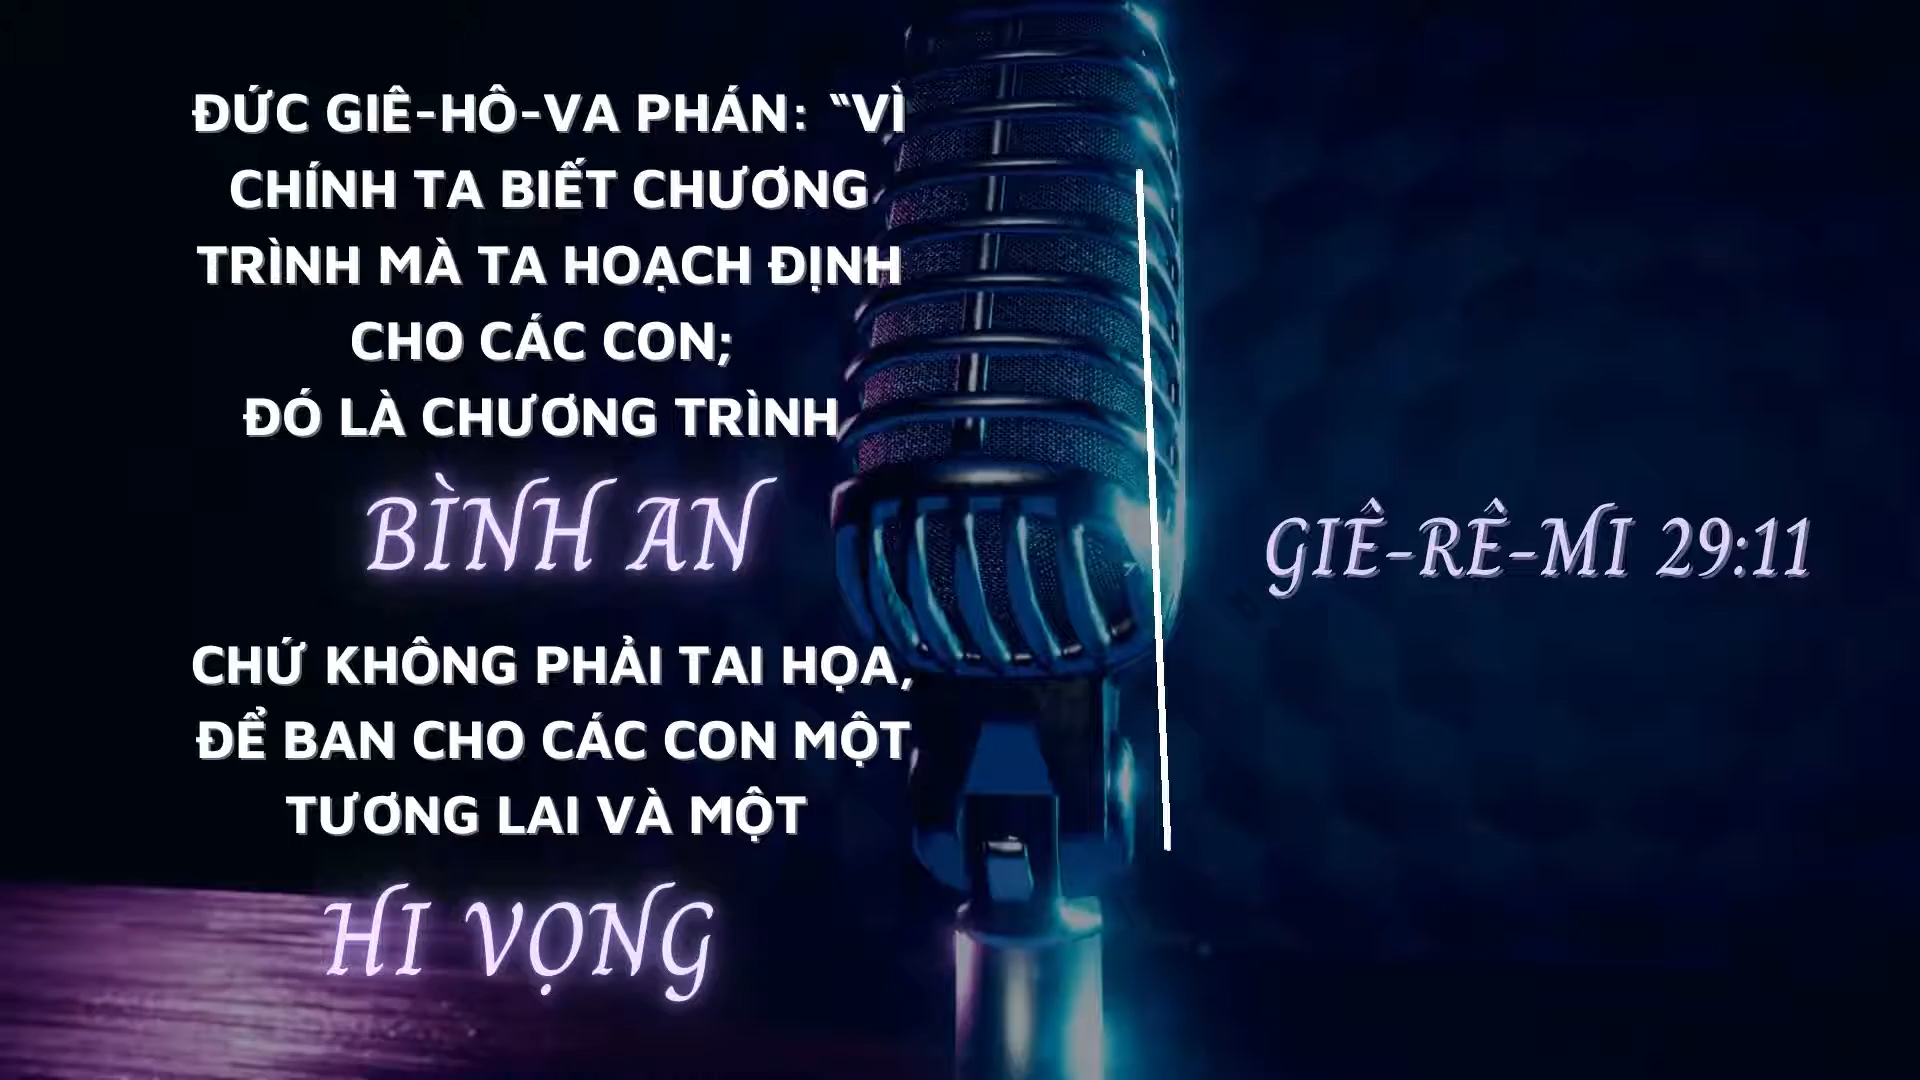 ĐỨC GIÊ-HÔ-VA PHÁN: “VÌ
CHÍNH TA BIẾT CHƯƠNG
TRÌNH MÀ TA HOẠCH ĐỊNH
CHO CÁC CON;
ĐÓ LÀ CHƯƠNG TRÌNH
BÌNH AN
CHỨ KHÔNG PHẢI TAI HỌA,
ĐỂ BAN CHO CÁC CON MỘT
TƯƠNG LAI VÀ MỘT
HI VỌNG
GIÊ-RÊ-MI 29:11